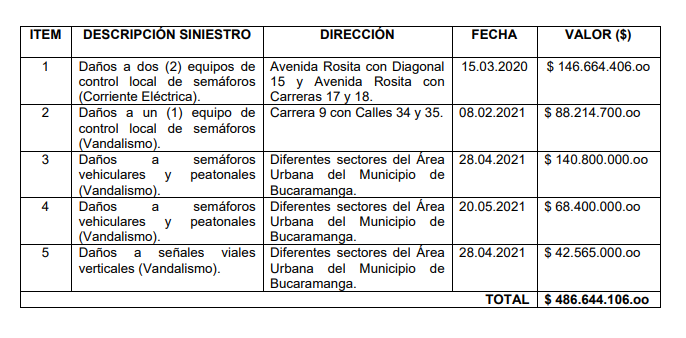 ITEM DESCRIPCIÓN SINIESTRO DIRECCIÓN FECHA VALOR ($)
1 Daños a dos (2) equipos de control local de semáforos (Corriente Eléctrica). Avenida Rosita con Diagonal 15 y Avenida Rosita con Carreras 17 y 18. 15.03.2020 $ 146.664.406.oo
2 Daños a un (1) equipo de control local de semáforos (Vandalismo). Carrera 9 con Calles 34 y 35. 08.02.2021 $ 88.214.700.oo
3 Daños a semáforos vehiculares y peatonales (Vandalismo). Diferentes sectores del Área Urbana del Municipio de Bucaramanga. 28.04.2021 $ 140.800.000.oo
4 Daños a semáforos vehiculares y peatonales (Vandalismo). Diferentes sectores del Área Urbana del Municipio de Bucaramanga. 20.05.2021 $ 68.400.000.oo
5 Daños a señales viales verticales (Vandalismo). Diferentes sectores del Área Urbana del Municipio de Bucaramanga. 28.04.2021 $ 42.565.000.oo
TOTAL $ 486.644.106.oo